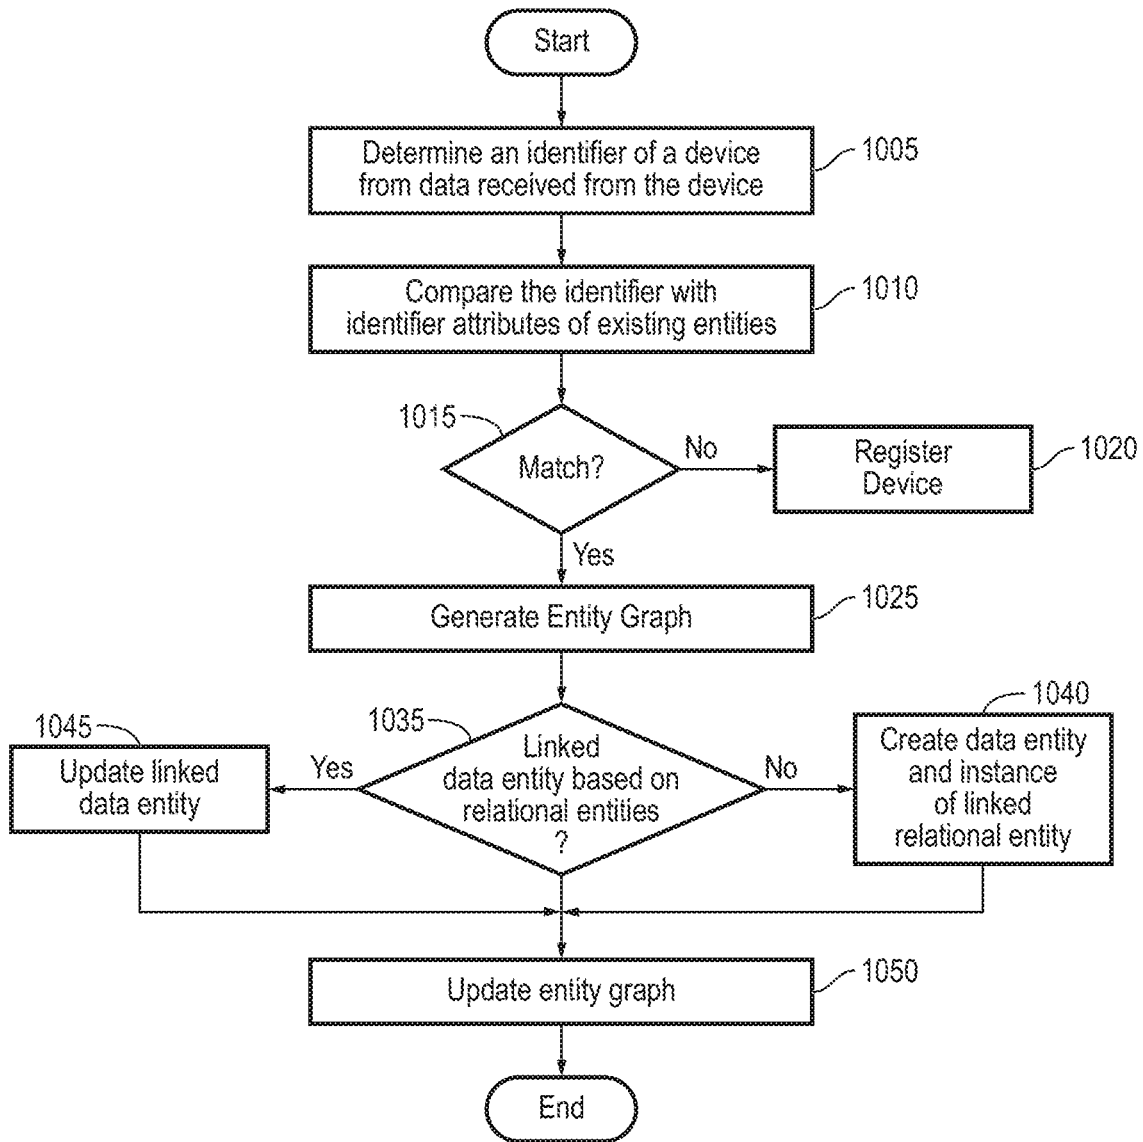 Start
Determine an identifier of a device
from data received from the device
1005
Compare the identifier with
identifier attributes of existing entities
1010
1015
Match?
No
Register
Device
1020
Yes
Generate Entity Graph
1025
1045
Update linked
data entity
Yes
1035
Linked
data entity based on
relational entities
?
No
1040
Create data entity
and instance
of linked
relational entity
Update entity graph
1050
End